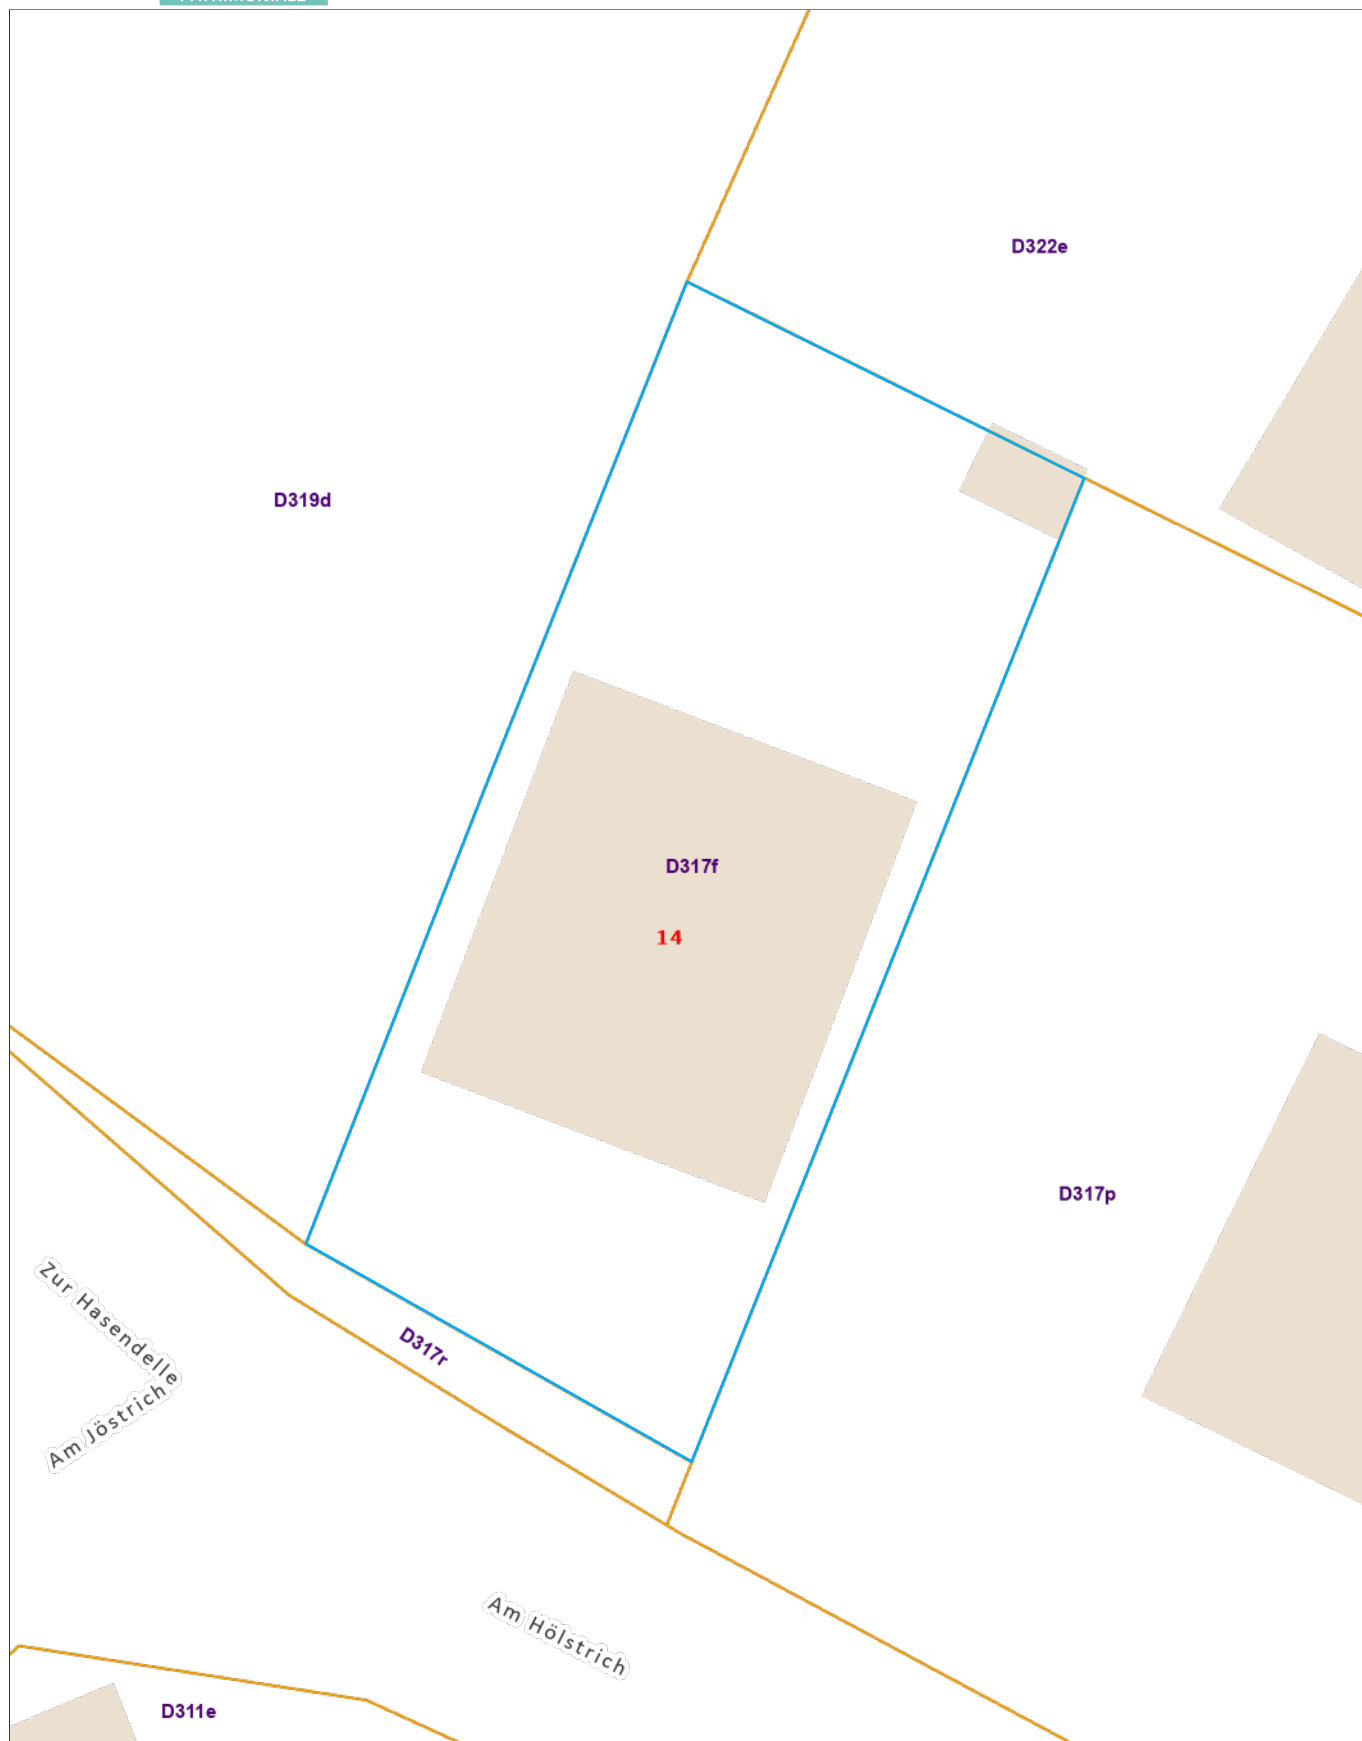 D322e
D319d
D317f
14
D317p
Zur Hasendelle
D317r
Am Jöstrich
Am Hölstrich
D311e